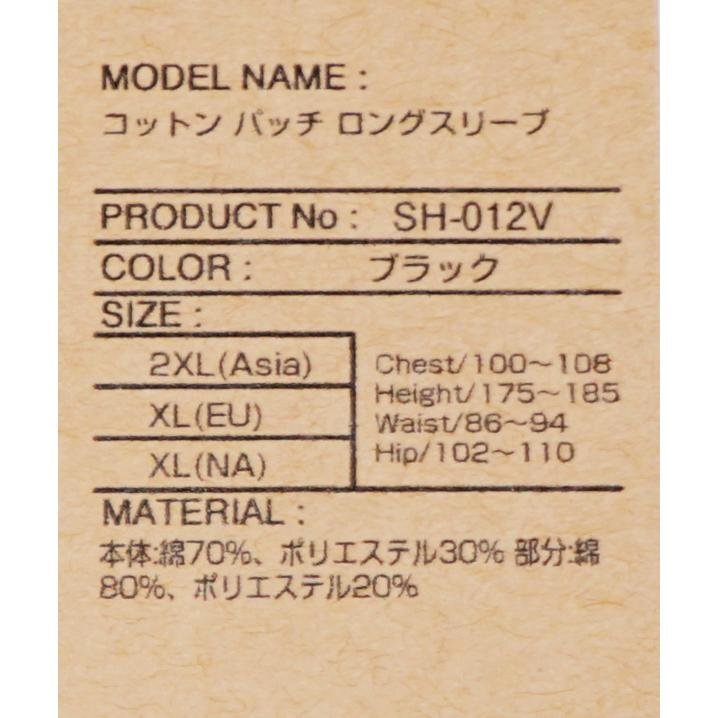 MODEL NAME :
コットン パッチ ロングスリーブ
PRODUCT No : SH-012V
COLOR : ブラック
SIZE :
2XL(Asia)
XL(EU)
XL(NA)
Chest/100～108
Height/175～185
Waist/86～94
Hip/102～110
MATERIAL :
本体:綿70%、ポリエステル30% 部分:綿
80%、ポリエステル20%